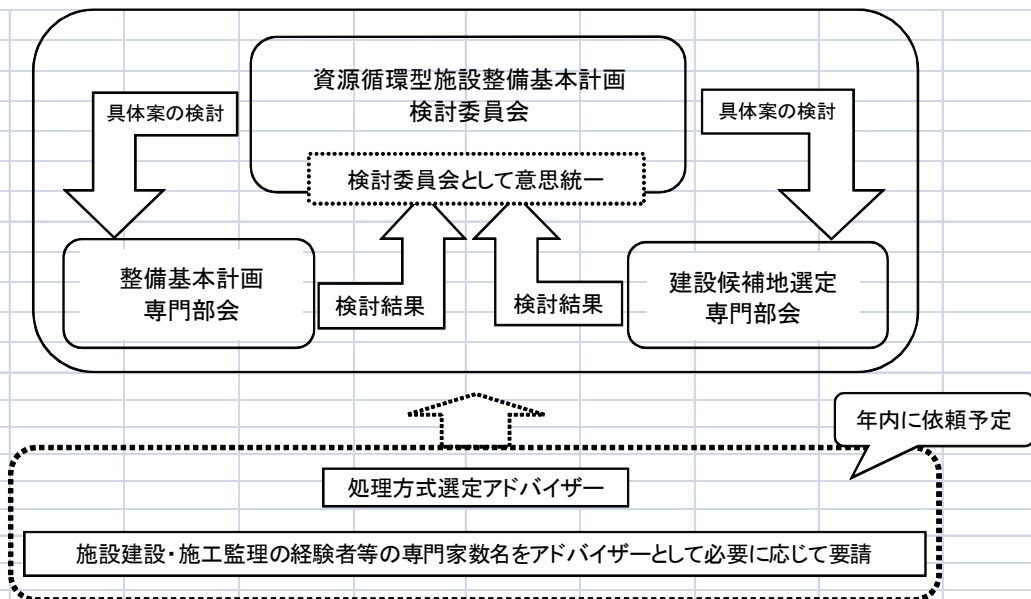 資源循環型施設整備基本計画
検討委員会
具体案の検討
具体案の検討
検討委員会として意思統一
整備基本計画
専門部会
検討結果
検討結果
建設候補地選定
専門部会
年内に依頼予定
処理方式選定アドバイザー
施設建設・施工監理の経験者等の専門家数名をアドバイザーとして必要に応じて要請